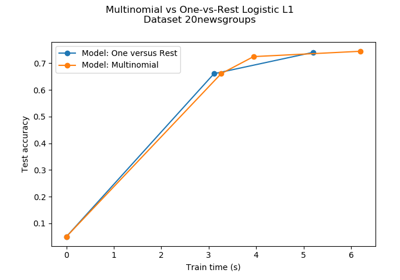 Multinomial vs One-vs-Rest Logistic L1
Dataset 20newsgroups
Model: One versus Rest
Model: Multinomial
Test accuracy
0.7
0.6
0.5
0.4
0.3
0.2
0.1
0 1 2 3 4 5 6
Train time (s)